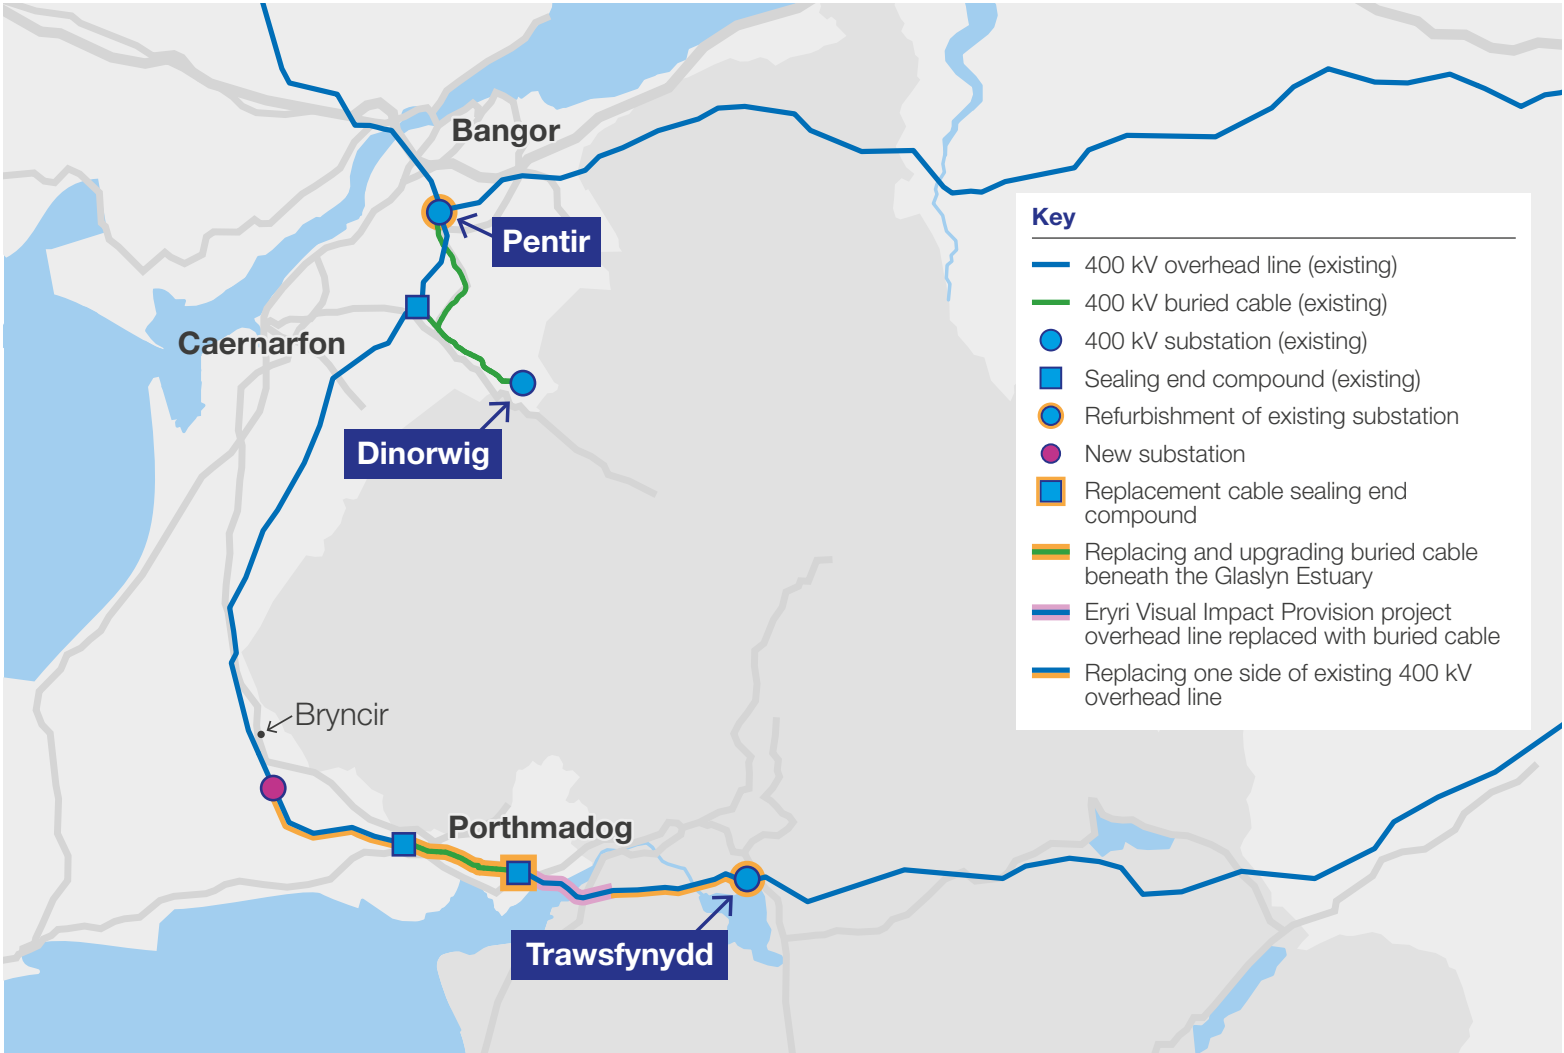 Bangor
Pentir
Caernarfon
Dinorwig
Bryncir
Porthmadog
Trawsfynydd
Key
400 kV overhead line (existing)
400 kV buried cable (existing)
400 kV substation (existing)
Sealing end compound (existing)
Refurbishment of existing substation
New substation
Replacement cable sealing end
compound
Replacing and upgrading buried cable
beneath the Glaslyn Estuary
Eryri Visual Impact Provision project
overhead line replaced with buried cable
Replacing one side of existing 400 kV
overhead line